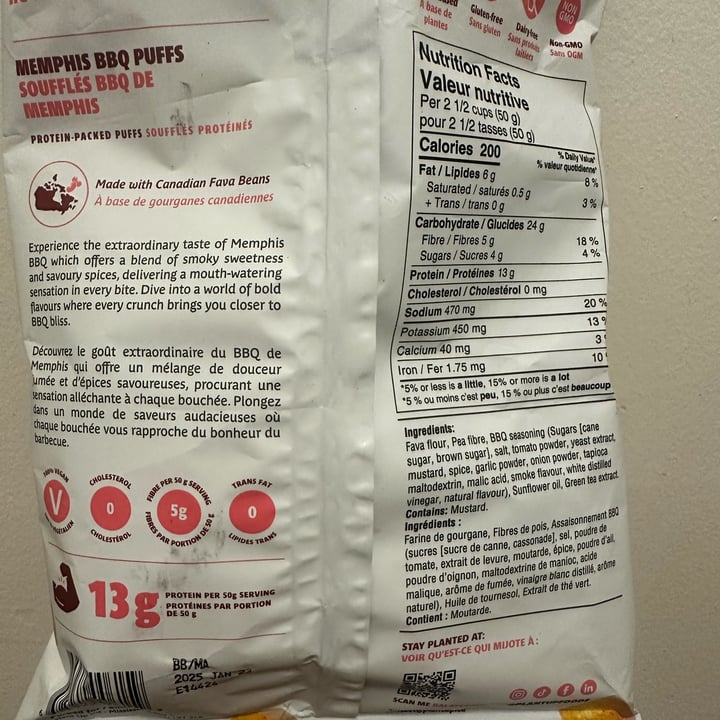 MEMPHIS BBQ PUFFS
SOUFFLÉS BBQ DE
MEMPHIS
PROTEIN-PACKED PUFFS SOUFFLÉS PROTÉINÉS
Made with Canadian Fava Beans
À base de gourganes canadiennes
Experience the extraordinary taste of Memphis
BBQ which offers a blend of smoky sweetness
and savoury spices, delivering a mouth-watering
sensation in every bite. Dive into a world of bold
flavours where every crunch brings you closer to
BBQ bliss.
Découvrez le goût extraordinaire du BBQ de
Memphis qui offre un mélange de douceur
umée et d'épices savoureuses, procurant une
sensation alléchante à chaque bouchée. Plongez
dans un monde de saveurs audacieuses où
chaque bouchée vous rapproche du bonheur du
barbecue.
100% VEGAN
V
CHOLESTEROL
0
CHOLESTÉROL
FIBRE PER 50 g SERVING
5g
FIBRES PAR PORTION DE 50 g
TRANS FAT
0
LIPIDES TRANS
13g
PROTEIN PER 50g SERVING
PROTÉINES PAR PORTION
DE 50 g
BB/MA
2025 JAN
E14424
À base de
plantes
Gluten-free
Sans gluten
Dairy-free
Sans produits
laitiers
NON
GMO
Non-GMO
Sans OGM
Nutrition Facts
Valeur nutritive
Per 2 1/2 cups (50 g)
pour 2 1/2 tasses (50 g)
Calories 200
% Daily Value*
% valeur quotidienne*
Fat / Lipides 6 g 8 %
Saturated / saturés 0.5 g
+ Trans / trans 0 g 3 %
Carbohydrate / Glucides 24 g
Fibre / Fibres 5 g 18 %
Sugars / Sucres 4 g 4 %
Protein / Protéines 13 g
Cholesterol / Cholestérol 0 mg
Sodium 470 mg 20 %
Potassium 450 mg 13 %
Calcium 40 mg 3
Iron / Fer 1.75 mg 10
*5% or less is a little, 15% or more is a lot
*5 % ou moins c'est peu, 15 % ou plus c'est beaucoup
Ingredients:
Fava flour, Pea fibre, BBQ seasoning (Sugars [cane
sugar, brown sugar], salt, tomato powder, yeast extract,
mustard, spice, garlic powder, onion powder, tapioca
maltodextrin, malic acid, smoke flavour, white distilled
vinegar, natural flavour), Sunflower oil, Green tea extract.
Contains: Mustard.
Ingrédients :
Farine de gourgane, Fibres de pois, Assaisonnement BBQ
(sucres [sucre de canne, cassonade], sel, poudre de
tomate, extrait de levure, moutarde, épice, poudre d'ail,
poudre d'oignon, maltodextrine de manioc, acide
malique, arôme de fumée, vinaigre blanc distillé, arôme
naturel), Huile de tournesol, Extrait de thé vert.
Contient : Moutarde.
STAY PLANTED AT:
VOIR QU'EST-CE QUI MIJOTE À :
SCAN ME